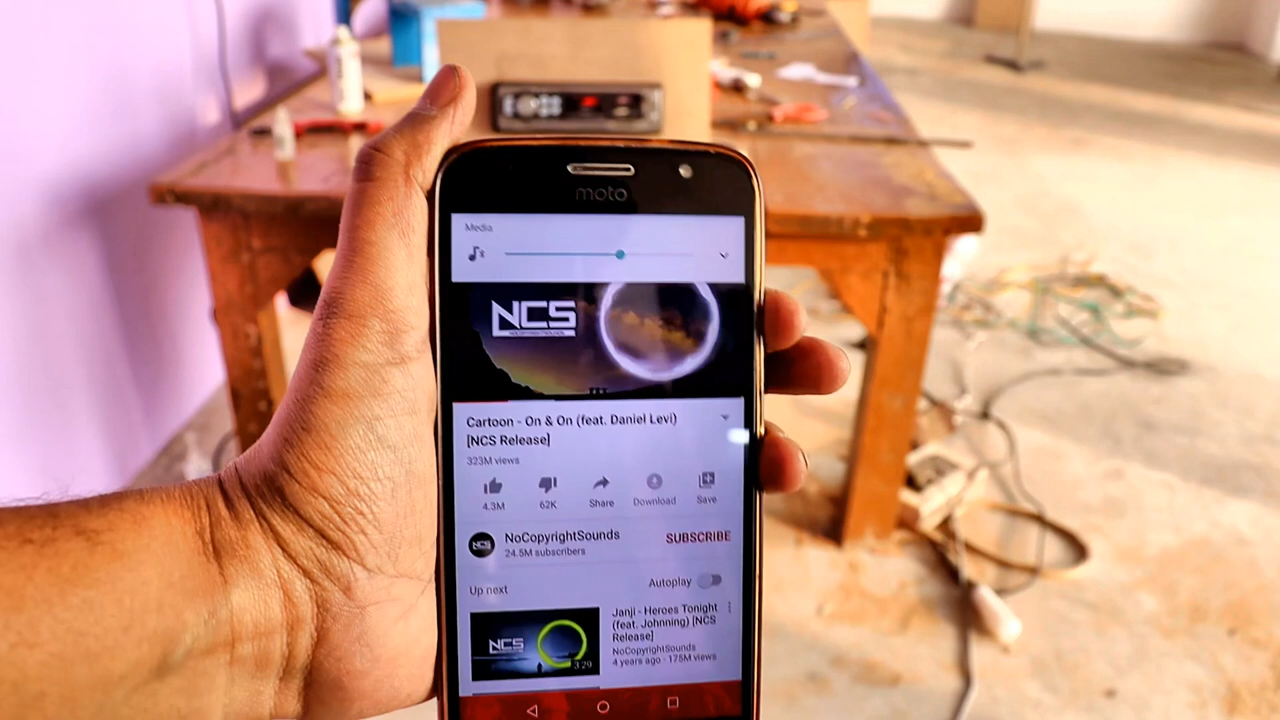 moto
Media
NCS
NOCOPYRIGHTSOUNDS
Cartoon - On & On (feat. Daniel Levi)
[NCS Release]
323M views
4.3M 62K Share Download Save
NCS
NoCopyrightSounds
24.5M subscribers
SUBSCRIBE
Up next
Autoplay
NCS
3:29
Janji - Heroes Tonight
(feat. Johnning) [NCS
Release]
NoCopyrightSounds
4 years ago · 175M views